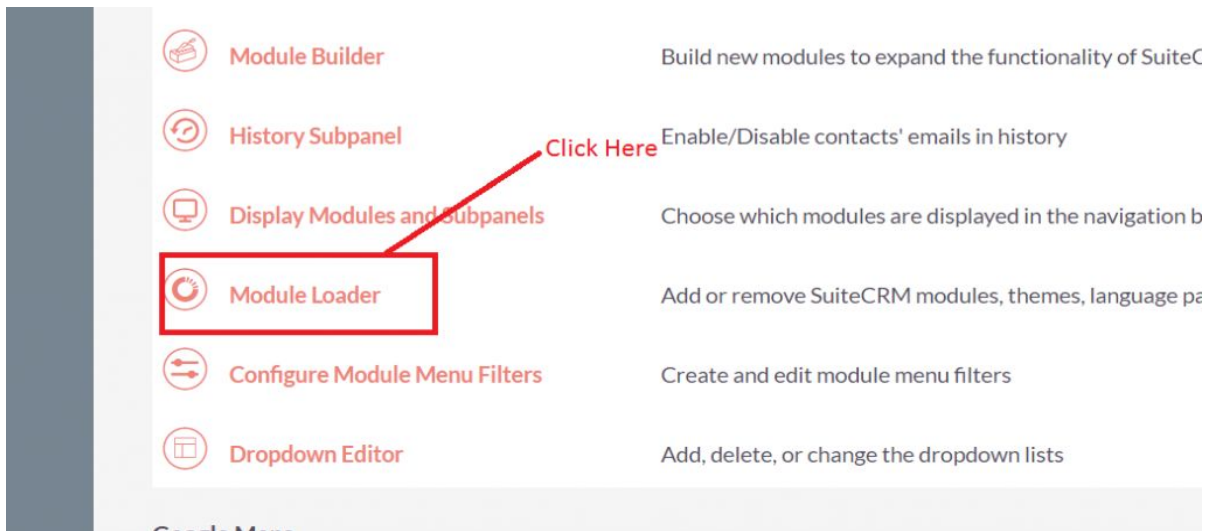 Module Builder
Build new modules to expand the functionality of SuiteC
History Subpanel
Click Here
Enable/Disable contacts' emails in history
Display Modules and Subpanels
Choose which modules are displayed in the navigation b
Module Loader
Add or remove SuiteCRM modules, themes, language pa
Configure Module Menu Filters
Create and edit module menu filters
Dropdown Editor
Add, delete, or change the dropdown lists
Google Maps